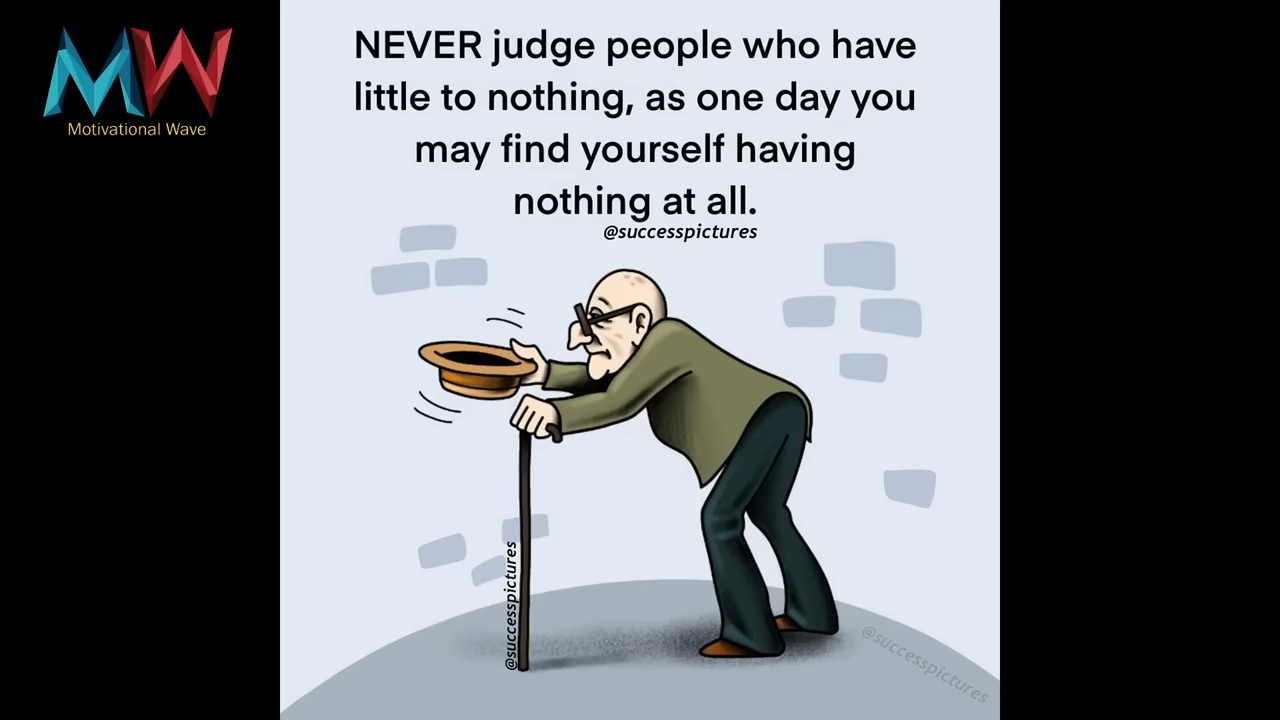 MW
Motivational Wave
NEVER judge people who have
little to nothing, as one day you
may find yourself having
nothing at all.
@successpictures
@successpictures
@successpictures